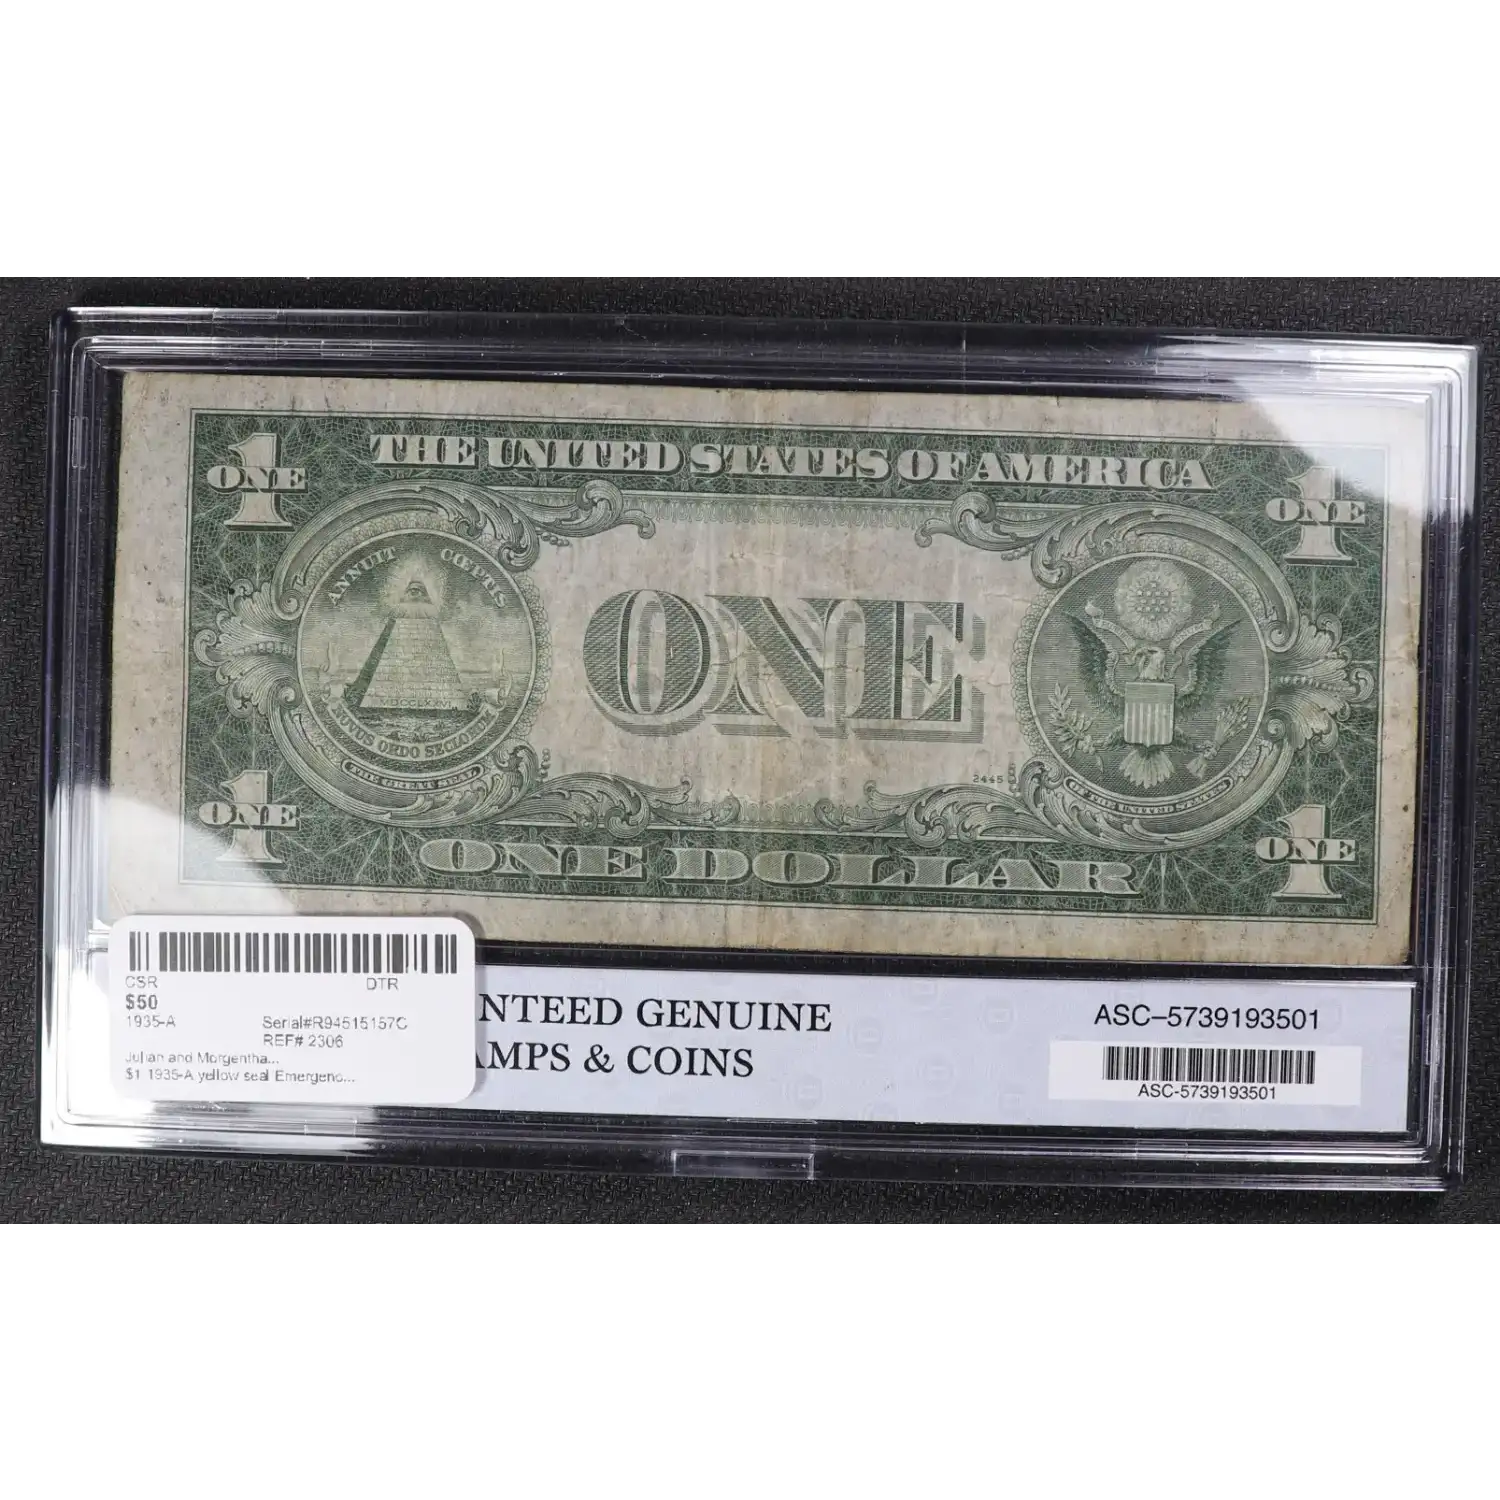 THE UNITED STATES OF AMERICA
1 ONE
1 ONE
ANNUIT CŒPTIS
MDCCLXXVI
NOVUS ORDO SECLORUM
THE GREAT SEAL
ONE
2445
OF THE UNITED STATES
1 ONE
1 ONE
ONE DOLLAR
CSR DTR
$50
1935-A Serial#R94515157C
REF# 2306
Julian and Morgentha...
$1 1935-A yellow seal Emergenc...
NTEED GENUINE
AMPS & COINS
ASC–5739193501
ASC-5739193501